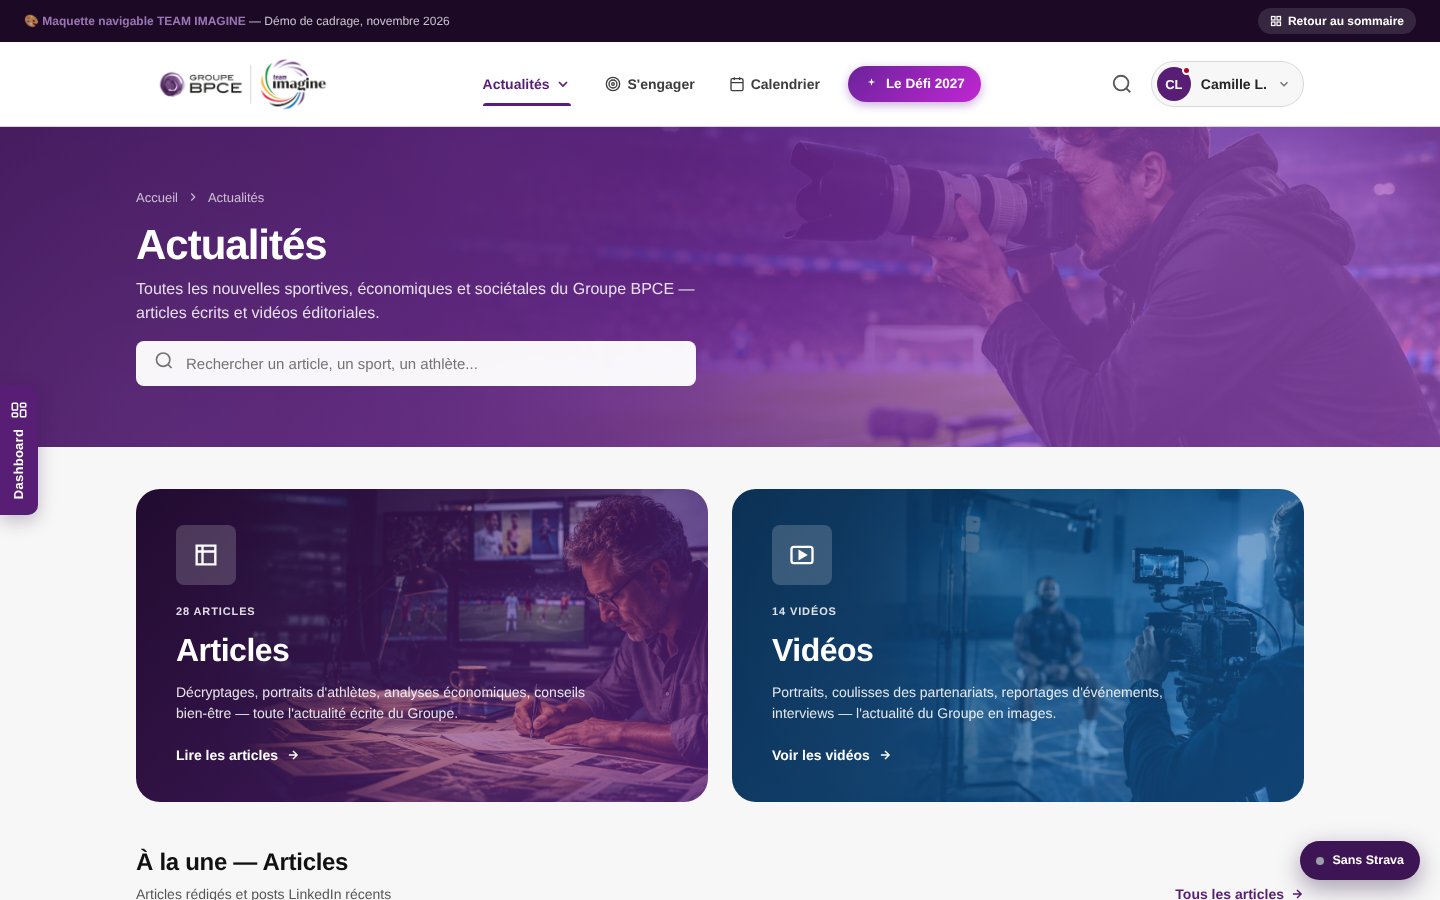 🎨 Maquette navigable TEAM IMAGINE — Démo de cadrage, novembre 2026
Retour au sommaire
GROUPE
BPCE
team
imagine
Actualités
S'engager
Calendrier
Le Défi 2027
CL
Camille L.
Accueil > Actualités
Actualités
Toutes les nouvelles sportives, économiques et sociétales du Groupe BPCE —
articles écrits et vidéos éditoriales.
Rechercher un article, un sport, un athlète...
Dashboard
28 ARTICLES
Articles
Décryptages, portraits d'athlètes, analyses économiques, conseils
bien-être — toute l'actualité écrite du Groupe.
Lire les articles →
14 VIDÉOS
Vidéos
Portraits, coulisses des partenariats, reportages d'événements,
interviews — l'actualité du Groupe en images.
Voir les vidéos →
À la une — Articles
Articles rédigés et posts LinkedIn récents
Tous les articles →
Sans Strava